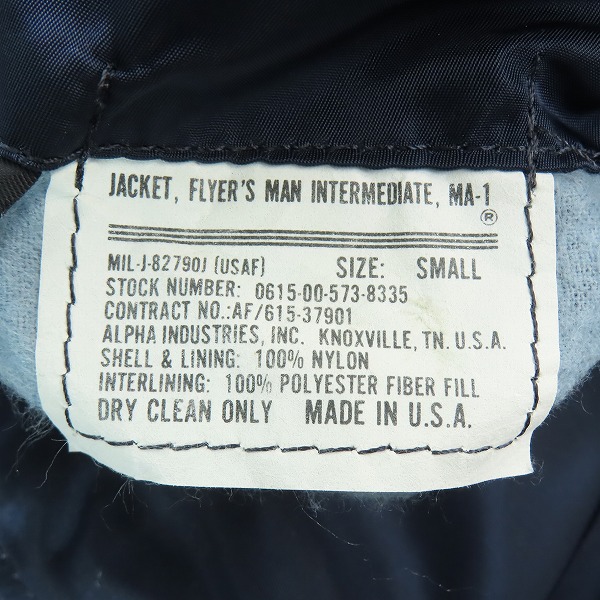 JACKET, FLYER'S MAN INTERMEDIATE, MA-1
®
MIL-J-82790J (USAF) SIZE: SMALL
STOCK NUMBER: 0615-00-573-8335
CONTRACT NO.:AF/615-37901
ALPHA INDUSTRIES, INC. KNOXVILLE, TN. U.S.A.
SHELL & LINING: 100% NYLON
INTERLINING: 100% POLYESTER FIBER FILL
DRY CLEAN ONLY MADE IN U.S.A.